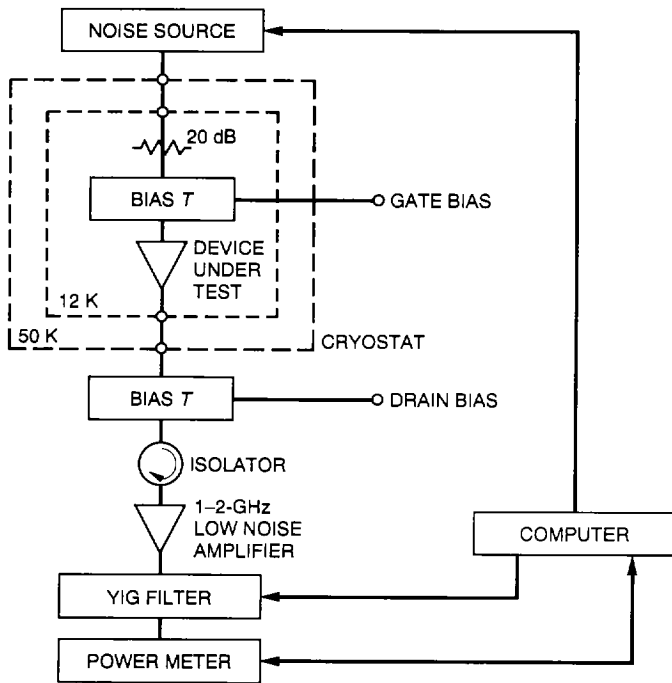 NOISE SOURCE
20 dB
BIAS T
GATE BIAS
DEVICE
UNDER
TEST
12 K
50 K
CRYOSTAT
BIAS T
DRAIN BIAS
ISOLATOR
1–2-GHz
LOW NOISE
AMPLIFIER
COMPUTER
YIG FILTER
POWER METER